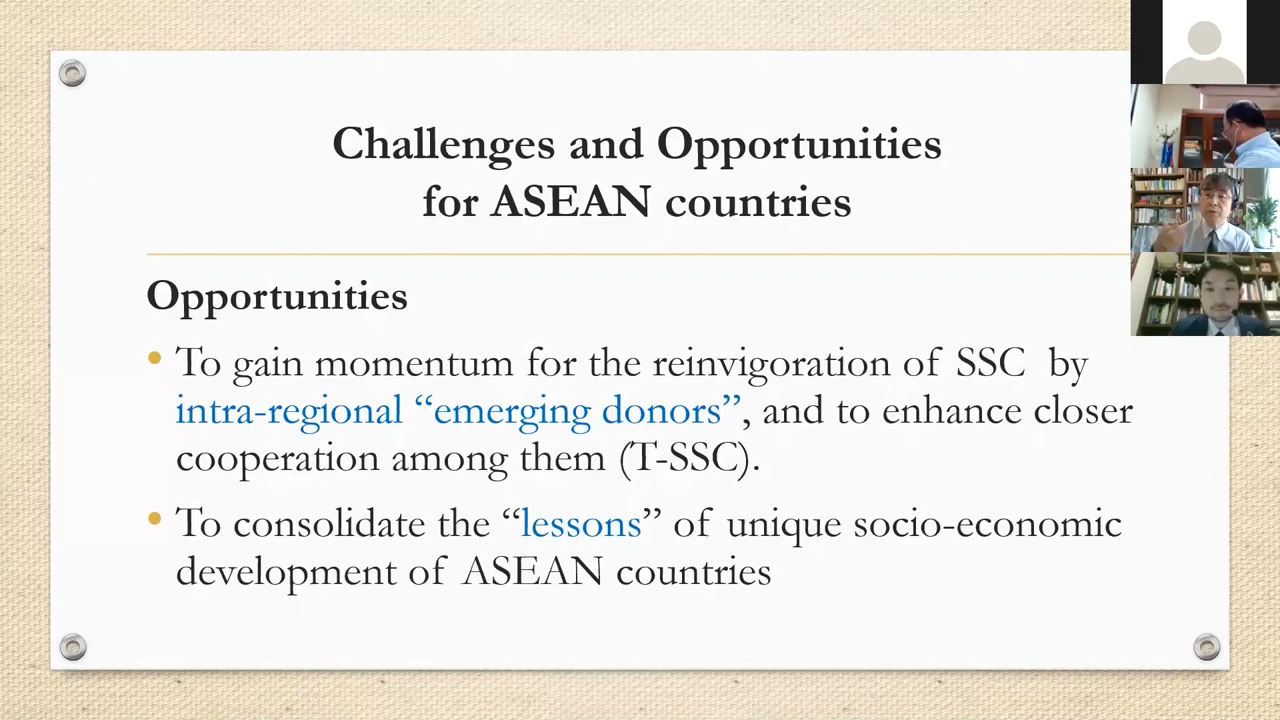 Challenges and Opportunities
for ASEAN countries
Opportunities
• To gain momentum for the reinvigoration of SSC by
intra-regional “emerging donors”, and to enhance closer
cooperation among them (T-SSC).
• To consolidate the “lessons” of unique socio-economic
development of ASEAN countries